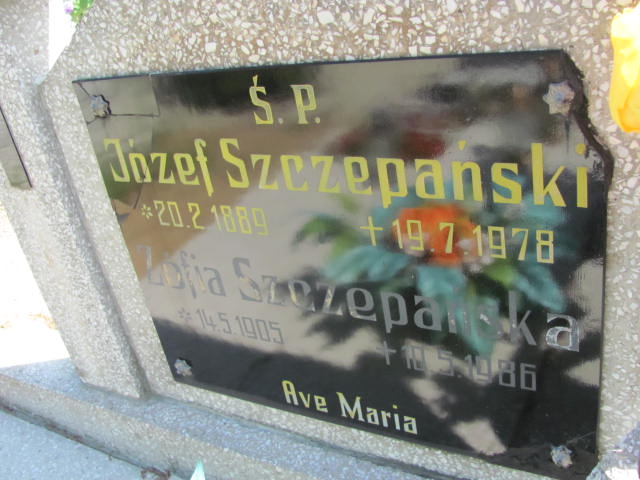 Ś. P.
Józef Szczepański
*20.2 1889 +19.7.1978
Zofia Szczepańska
*14.5.1905 +10.5.1986
Ave Maria